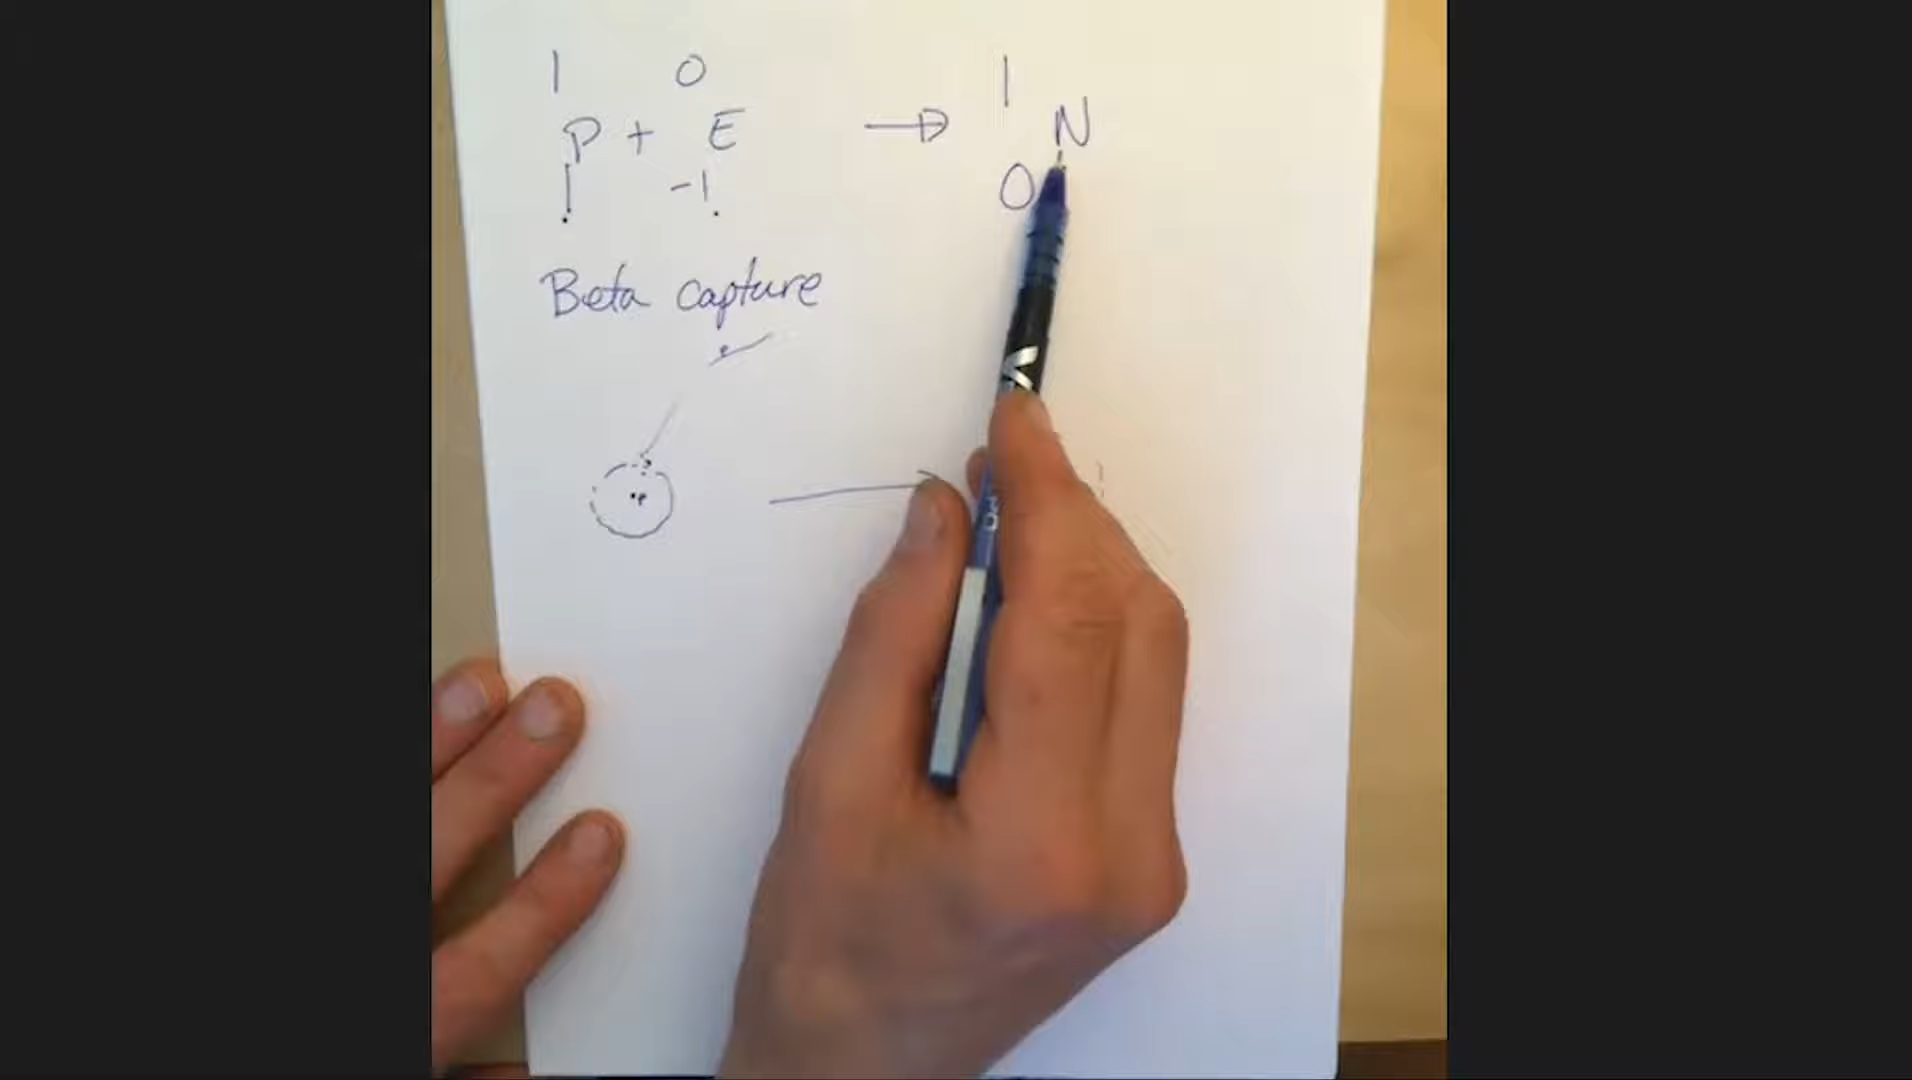 1 0 1
P + E → N
1 -1 0
Beta capture
e
P